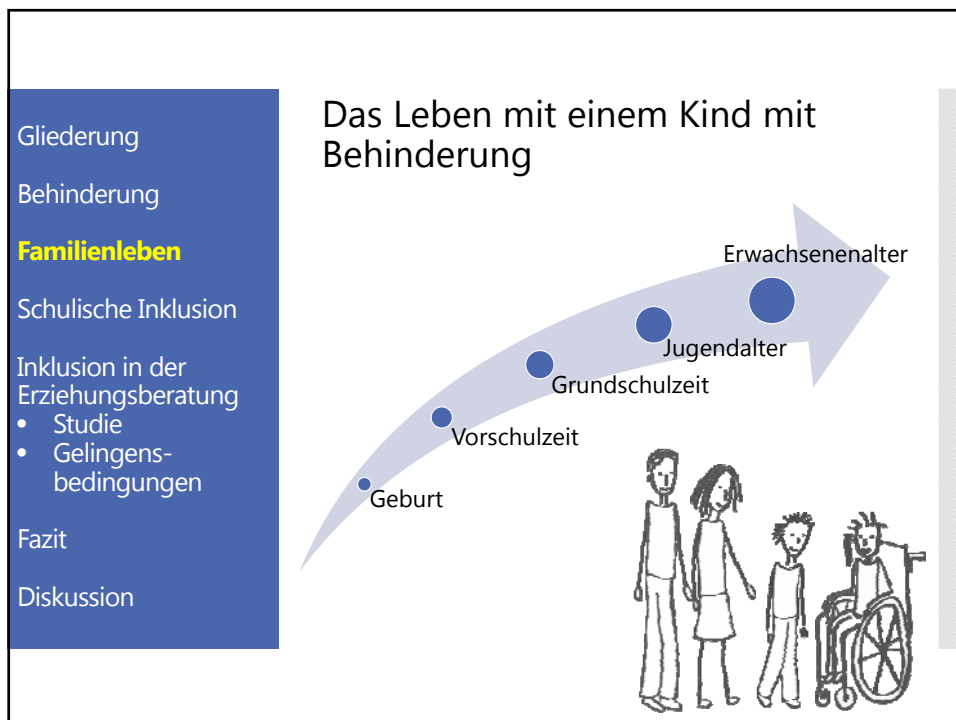 Gliederung
Behinderung
Familienleben
Schulische Inklusion
Inklusion in der
Erziehungsberatung
• Studie
• Gelingens-
bedingungen
Fazit
Diskussion
Das Leben mit einem Kind mit
Behinderung
Erwachsenenalter
Jugendalter
Grundschulzeit
Vorschulzeit
Geburt